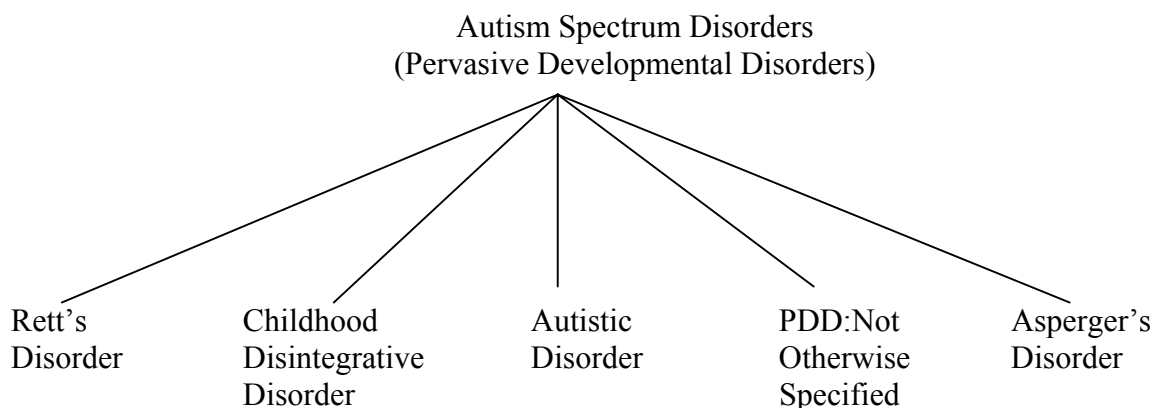 Autism Spectrum Disorders
(Pervasive Developmental Disorders)
Rett’s
Disorder
Childhood
Disintegrative
Disorder
Autistic
Disorder
PDD:Not
Otherwise
Specified
Asperger’s
Disorder